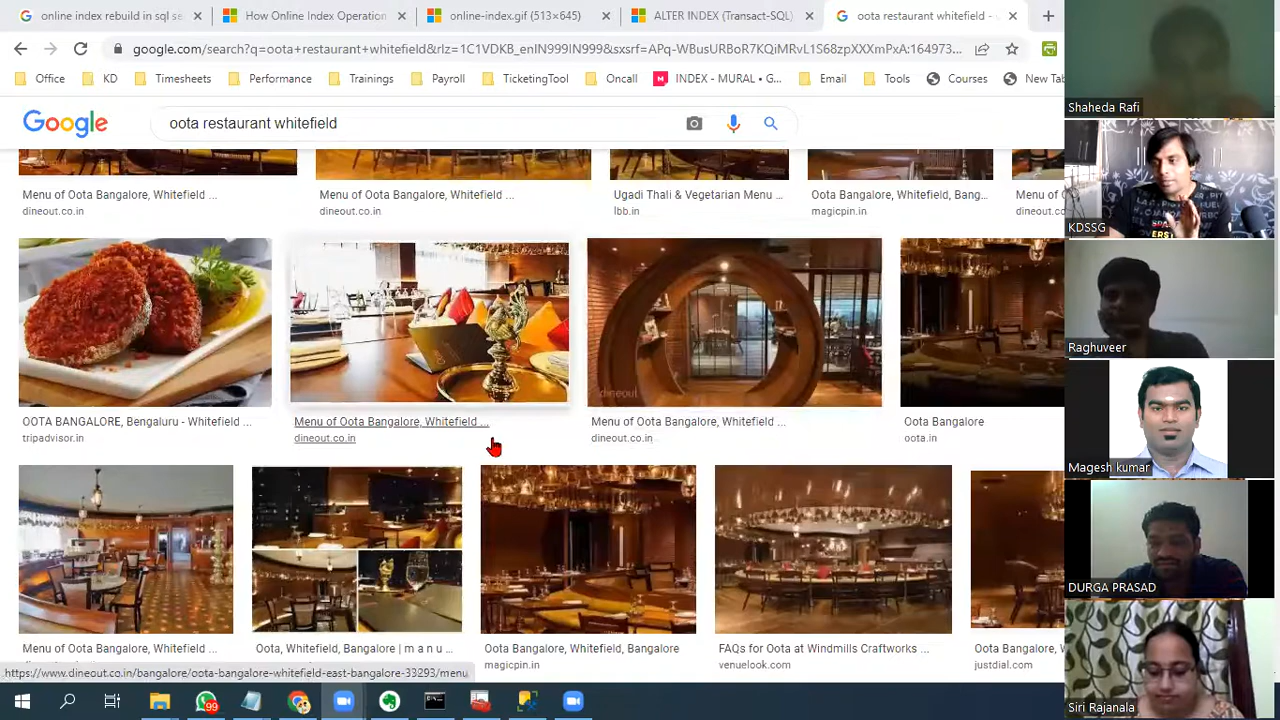 online index rebuild in sql se
How Online Index Operation
online-index.gif (513×645)
ALTER INDEX (Transact-SQL)
oota restaurant whitefield -
google.com/search?q=oota+restaurant+whitefield&rlz=1C1VDKB_enIN999IN999&sxsrf=APq-WBusURBoR7KQiMRvL1S68zpXXXmPxA:164973...
Office
KD
Timesheets
Performance
Trainings
Payroll
TicketingTool
Oncall
INDEX - MURAL • G...
Email
Tools
Courses
New Tab
Google
oota restaurant whitefield
Menu of Oota Bangalore, Whitefield ...
dineout.co.in
Menu of Oota Bangalore, Whitefield ...
dineout.co.in
Ugadi Thali & Vegetarian Menu ...
lbb.in
Oota Bangalore, Whitefield, Bang...
magicpin.in
Menu of O
dineout.co
dineout
OOTA BANGALORE, Bengaluru - Whitefield ...
tripadvisor.in
Menu of Oota Bangalore, Whitefield ...
dineout.co.in
Menu of Oota Bangalore, Whitefield ...
dineout.co.in
Oota Bangalore
oota.in
Menu of Oota Bangalore, Whitefield ...
Oota, Whitefield, Bangalore | m a n u ...
Oota Bangalore, Whitefield, Bangalore
magicpin.in
FAQs for Oota at Windmills Craftworks ...
venuelook.com
Oota Bangalore, W
justdial.com
https://www.dineout.co.in/bangalore/oota-bangalore-whitefield-east-bangalore-33293/menu
99
Shaheda Rafi
KDSSG
Raghuveer
Magesh kumar
DURGA PRASAD
Siri Rajanala